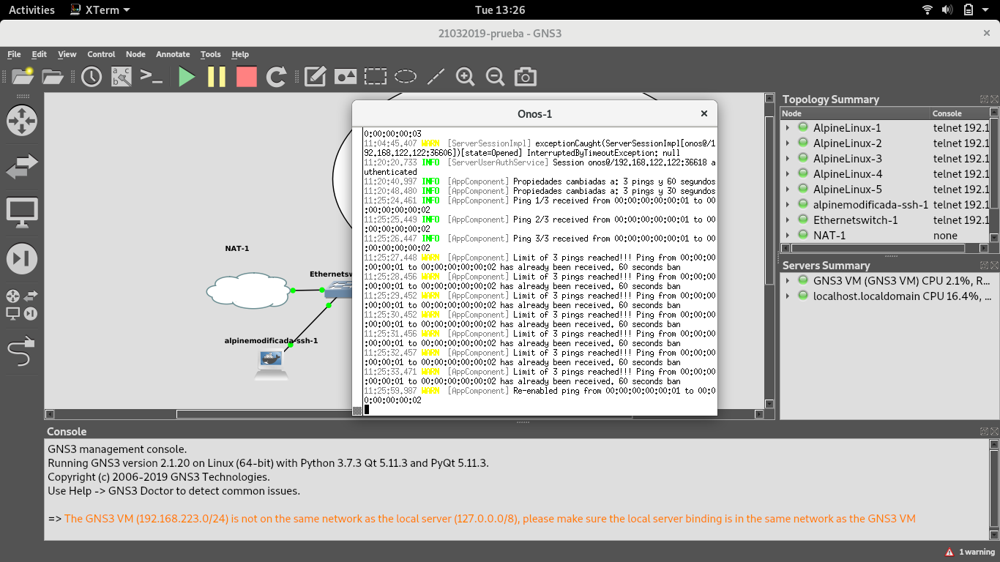 Activities XTerm Tue 13:26
21032019-prueba - GNS3
File Edit View Control Node Annotate Tools Help
NAT-1
Ethernetsw
alpinemodificada-ssh-1
Onos-1
0:00:00:00:03
11:04:45.407 WARN [ServerSessionImpl] exceptionCaught(ServerSessionImpl[onos@/1
92.168.122.122:36606])[state=Opened] InterruptedByTimeoutException: null
11:20:20.733 INFO [ServerUserAuthService] Session onos@/192.168.122.122:36618 a
uthenticated
11:20:40.997 INFO [AppComponent] Propiedades cambiadas a: 3 pings y 60 segundos
11:20:48.480 INFO [AppComponent] Propiedades cambiadas a: 3 pings y 30 segundos
11:25:24.461 INFO [AppComponent] Ping 1/3 received from 00:00:00:00:00:01 to 00
:00:00:00:00:02
11:25:25.449 INFO [AppComponent] Ping 2/3 received from 00:00:00:00:00:01 to 00
:00:00:00:00:02
11:25:26.447 INFO [AppComponent] Ping 3/3 received from 00:00:00:00:00:01 to 00
:00:00:00:00:02
11:25:27.448 WARN [AppComponent] Limit of 3 pings reached!!! Ping from 00:00:00
:00:00:01 to 00:00:00:00:00:02 has already been received. 60 seconds ban
11:25:28.456 WARN [AppComponent] Limit of 3 pings reached!!! Ping from 00:00:00
:00:00:01 to 00:00:00:00:00:02 has already been received. 60 seconds ban
11:25:29.452 WARN [AppComponent] Limit of 3 pings reached!!! Ping from 00:00:00
:00:00:01 to 00:00:00:00:00:02 has already been received. 60 seconds ban
11:25:30.452 WARN [AppComponent] Limit of 3 pings reached!!! Ping from 00:00:00
:00:00:01 to 00:00:00:00:00:02 has already been received. 60 seconds ban
11:25:31.456 WARN [AppComponent] Limit of 3 pings reached!!! Ping from 00:00:00
:00:00:01 to 00:00:00:00:00:02 has already been received. 60 seconds ban
11:25:32.457 WARN [AppComponent] Limit of 3 pings reached!!! Ping from 00:00:00
:00:00:01 to 00:00:00:00:00:02 has already been received. 60 seconds ban
11:25:33.471 WARN [AppComponent] Limit of 3 pings reached!!! Ping from 00:00:00
:00:00:01 to 00:00:00:00:00:02 has already been received. 60 seconds ban
11:25:59.987 WARN [AppComponent] Re-enabled ping from 00:00:00:00:00:01 to 00:0
0:00:00:00:02
Topology Summary
Node Console
AlpineLinux-1 telnet 192.1
AlpineLinux-2 telnet 192.1
AlpineLinux-3 telnet 192.1
AlpineLinux-4 telnet 192.1
AlpineLinux-5 telnet 192.1
alpinemodificada-ssh-1 telnet 192.1
Ethernetswitch-1 telnet 192.1
NAT-1 none
Servers Summary
GNS3 VM (GNS3 VM) CPU 2.1%, R...
localhost.localdomain CPU 16.4%, ...
Console
GNS3 management console.
Running GNS3 version 2.1.20 on Linux (64-bit) with Python 3.7.3 Qt 5.11.3 and PyQt 5.11.3.
Copyright (c) 2006-2019 GNS3 Technologies.
Use Help -> GNS3 Doctor to detect common issues.
=> The GNS3 VM (192.168.223.0/24) is not on the same network as the local server (127.0.0.0/8), please make sure the local server binding is in the same network as the GNS3 VM
1 warning